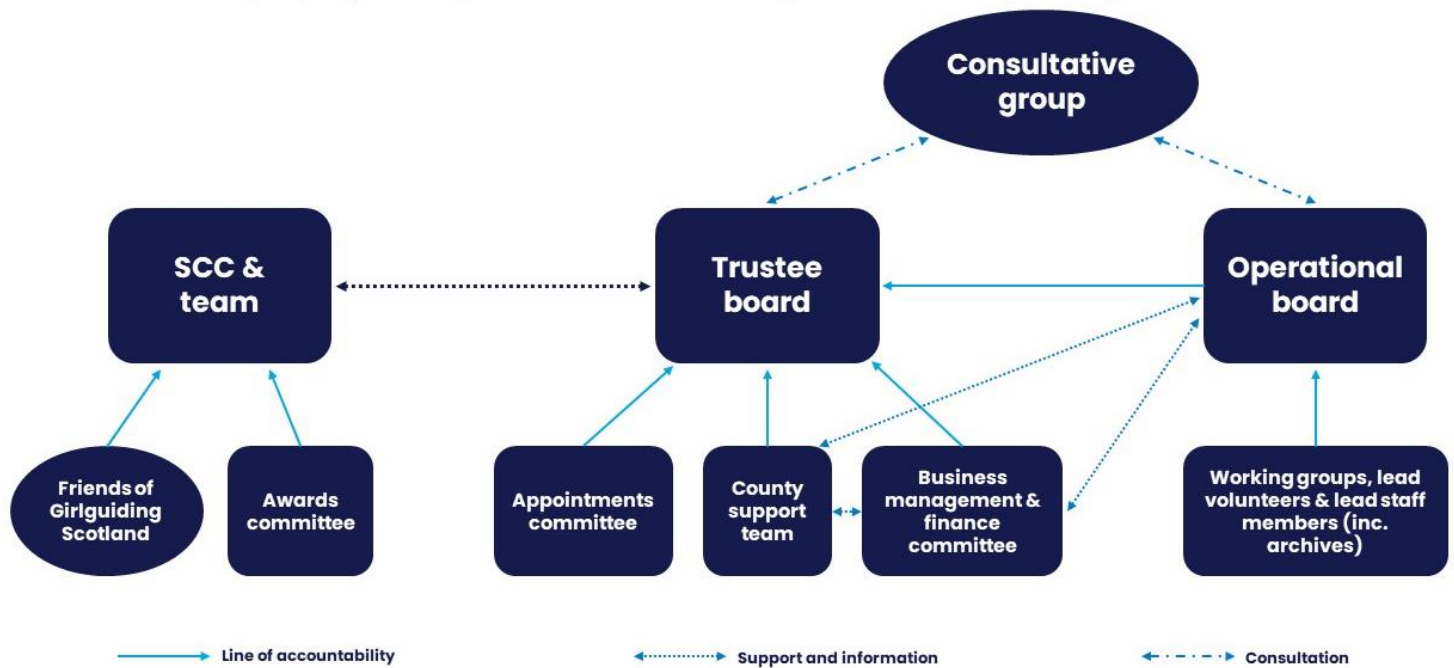 Consultative
group
SCC &
team
Trustee
board
Operational
board
Friends of
Girlguiding
Scotland
Awards
committee
Appointments
committee
County
support
team
Business
management &
finance
committee
Working groups, lead
volunteers & lead staff
members (inc.
archives)
Line of accountability
Support and information
Consultation